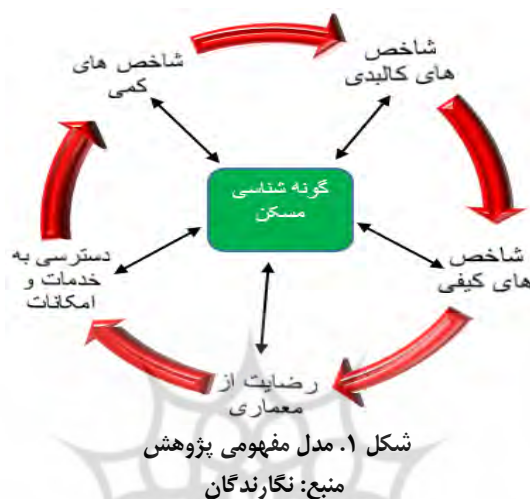 شاخص های
کمی
شاخص
های کالبدی
گونه شناسی
مسکن
شاخص
های کیفی
دسترسی به
خدمات و
امکانات
رضایت از
معماری
شکل ۱. مدل مفهومی پژوهش
منبع: نگارندگان